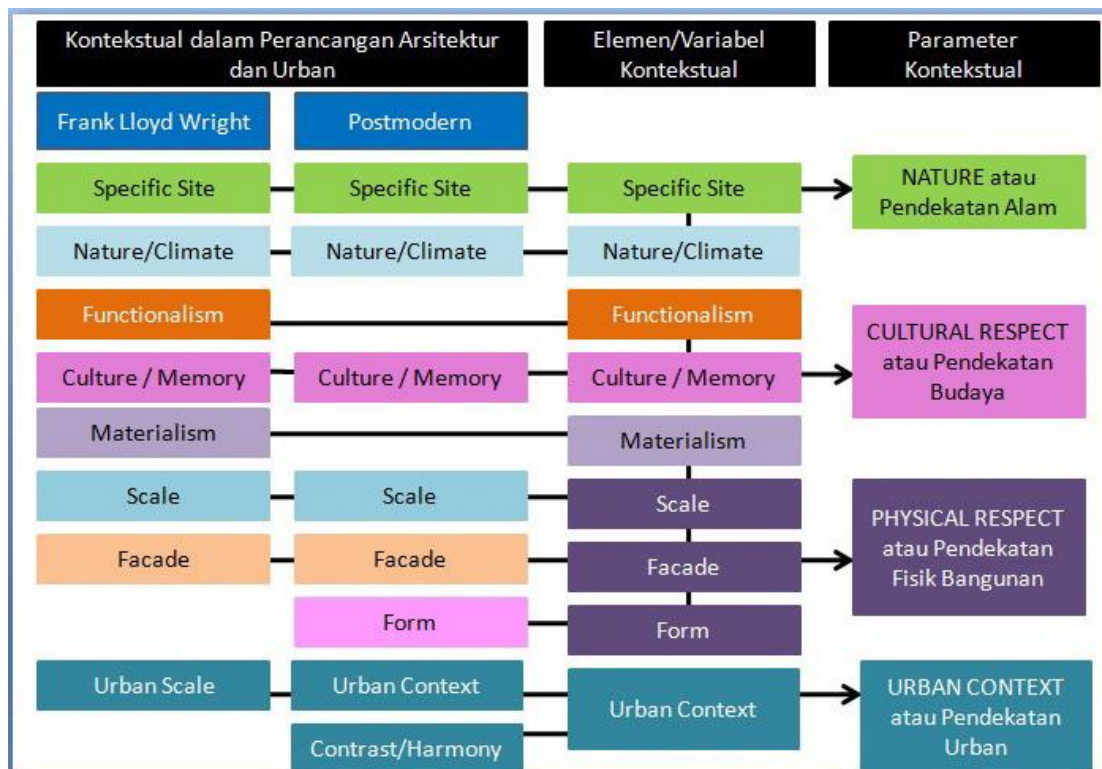 Kontekstual dalam Perancangan Arsitektur
dan Urban
Elemen/Variabel
Kontekstual
Parameter
Kontekstual
Frank Lloyd Wright
Postmodern
Specific Site
Specific Site
Specific Site
NATURE atau
Pendekatan Alam
Nature/Climate
Nature/Climate
Nature/Climate
Functionalism
Functionalism
Culture / Memory
Culture / Memory
Culture / Memory
CULTURAL RESPECT
atau Pendekatan
Budaya
Materialism
Materialism
Scale
Scale
Scale
Facade
Facade
Facade
PHYSICAL RESPECT
atau Pendekatan
Fisik Bangunan
Form
Form
Urban Scale
Urban Context
Urban Context
Contrast/Harmony
URBAN CONTEXT
atau Pendekatan
Urban